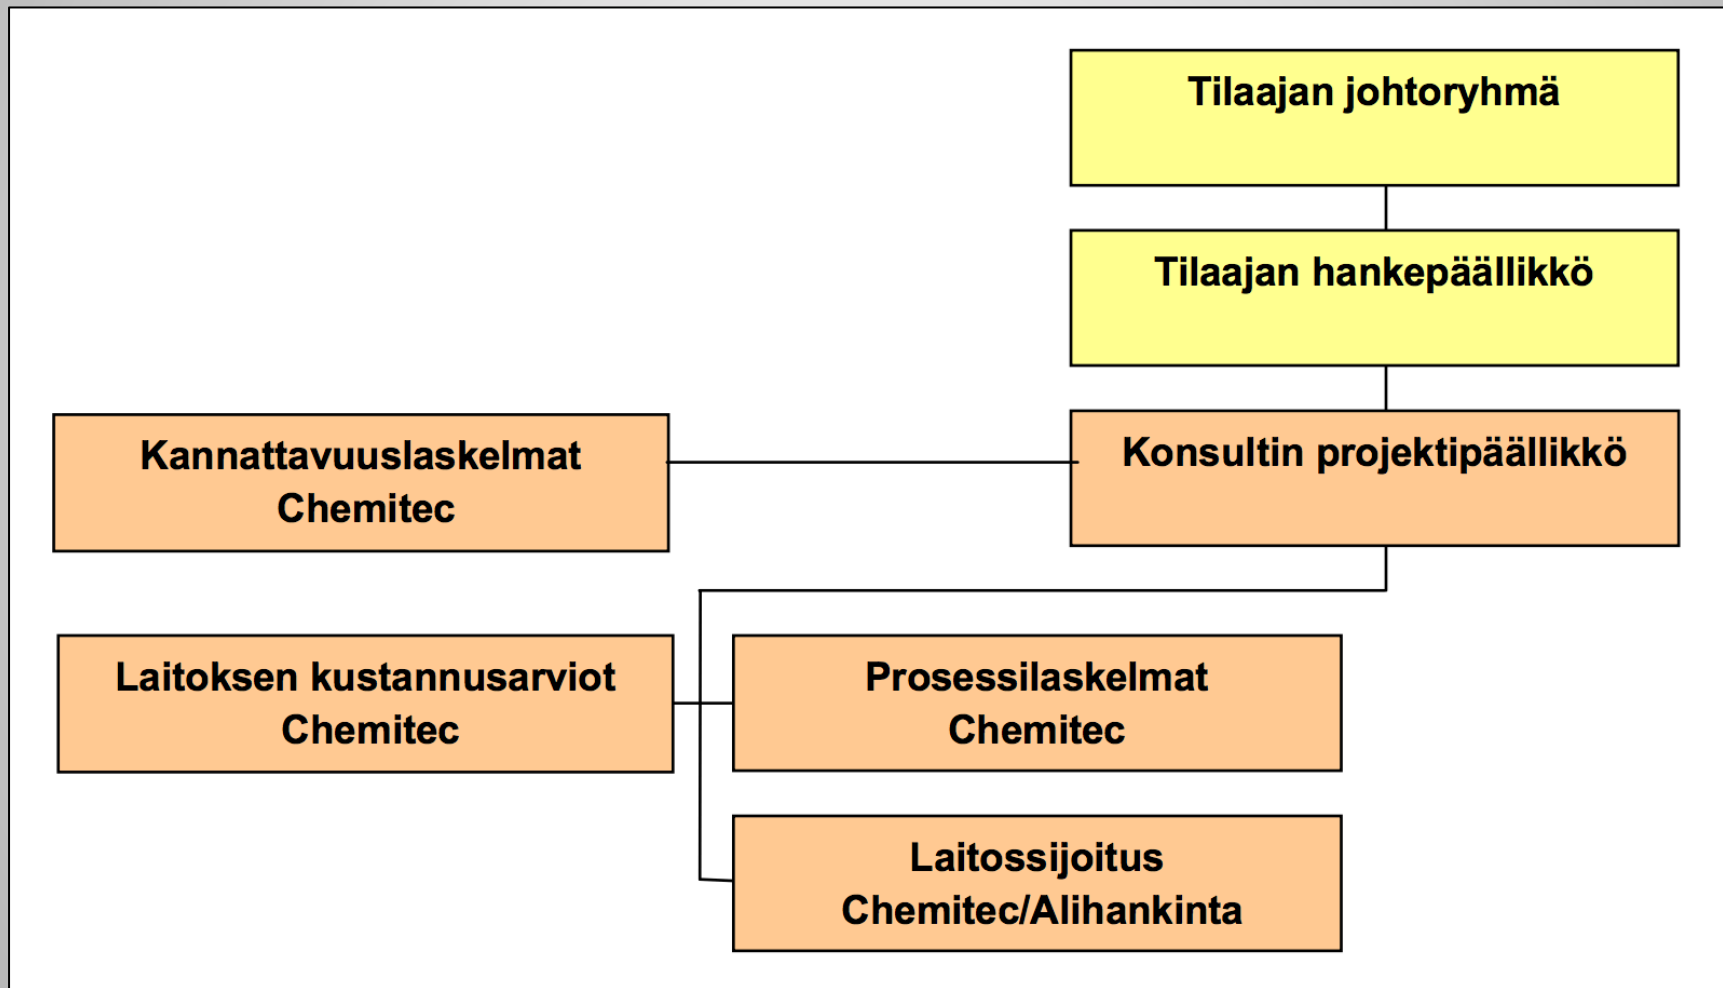 Tilaajan johtoryhmä
Tilaajan hankepäällikkö
Kannattavuuslaskelmat
Chemitec
Konsultin projektipäällikkö
Laitoksen kustannusarviot
Chemitec
Prosessilaskelmat
Chemitec
Laitossijoitus
Chemitec/Alihankinta